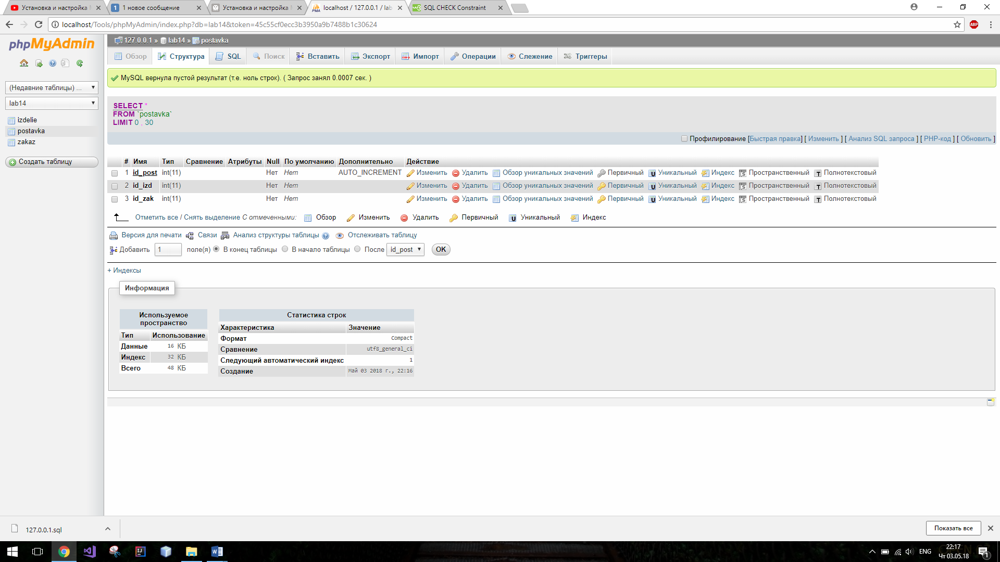 Установка и настройка
1 новое сообщение
Установка и настройка
localhost / 127.0.0.1 / lab
SQL CHECK Constraint
localhost/Tools/phpMyAdmin/index.php?db=lab14&token=45c55cf0ecc3b3950a9b7488b1c30624
ABP
phpMyAdmin
(Недавние таблицы) ...
lab14
izdelie
postavka
zakaz
Создать таблицу
127.0.0.1 » lab14 » postavka
Обзор Структура SQL Поиск Вставить Экспорт Импорт Операции Слежение Триггеры
MySQL вернула пустой результат (т.е. ноль строк). ( Запрос занял 0.0007 сек. )
SELECT *
FROM `postavka`
LIMIT 0 , 30
Профилирование [Быстрая правка] [ Изменить ] [ Анализ SQL запроса ] [ PHP-код ] [ Обновить ]
# Имя Тип Сравнение Атрибуты Null По умолчанию Дополнительно Действие
1 id_post int(11) Нет Нет AUTO_INCREMENT Изменить Удалить Обзор уникальных значений Первичный Уникальный Индекс Пространственный Полнотекстовый
2 id_izd int(11) Нет Нет Изменить Удалить Обзор уникальных значений Первичный Уникальный Индекс Пространственный Полнотекстовый
3 id_zak int(11) Нет Нет Изменить Удалить Обзор уникальных значений Первичный Уникальный Индекс Пространственный Полнотекстовый
Отметить все / Снять выделение С отмеченными: Обзор Изменить Удалить Первичный Уникальный Индекс
Версия для печати Связи Анализ структуры таблицы Отслеживать таблицу
Добавить 1 поле(я) В конец таблицы В начало таблицы После id_post OK
+ Индексы
Информация
Используемое пространство
Тип Использование
Данные 16 КБ
Индекс 32 КБ
Всего 48 КБ
Статистика строк
Характеристика Значение
Формат Compact
Сравнение utf8_general_ci
Следующий автоматический индекс 1
Создание Май 03 2018 г., 22:16
127.0.0.1.sql
Показать все
ENG
22:17
Чт 03.05.18
1